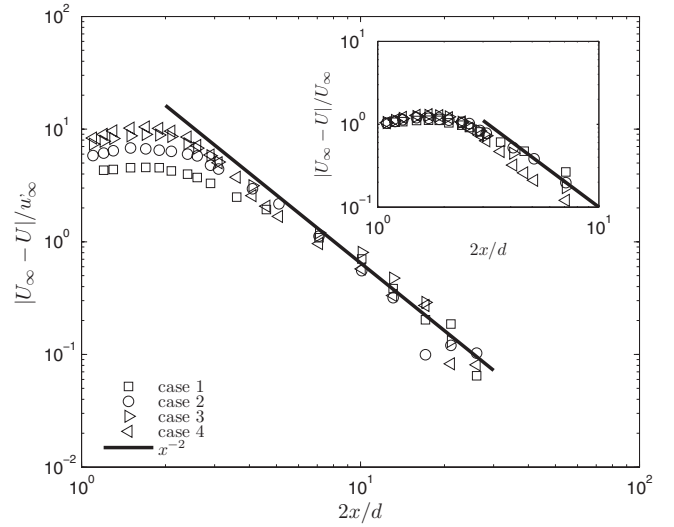 10^2
10^1
10^0
10^{-1}
10^{-2}
|U_∞ − U|/u'_∞
10^0
10^1
10^2
2x/d
case 1
case 2
case 3
case 4
x^{−2}
10^1
10^0
10^{-1}
|U_∞ − U|/U_∞
10^0
10^1
2x/d